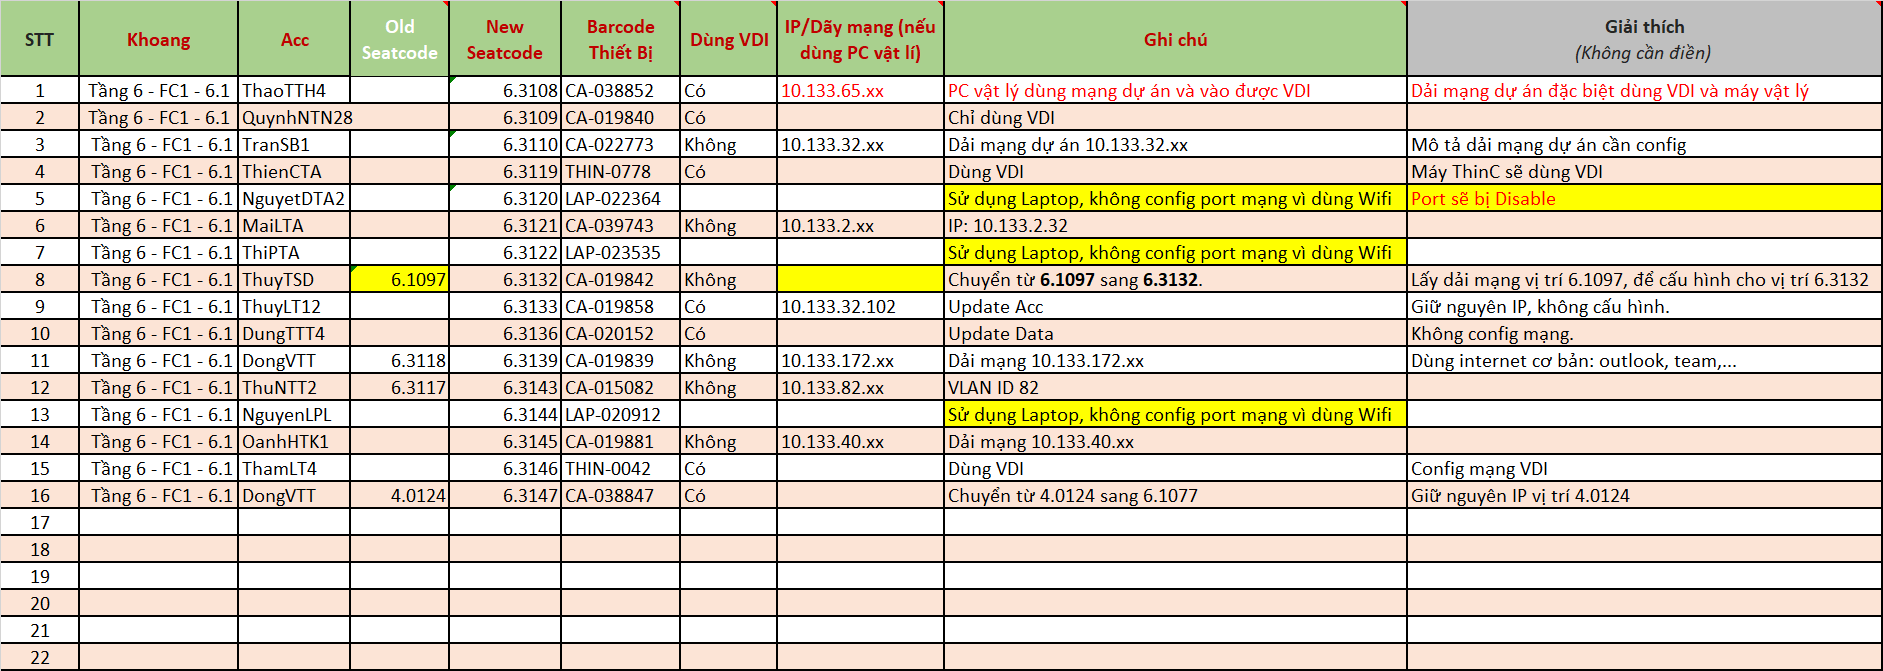 STT Khoang Acc Old Seatcode New Seatcode Barcode Thiết Bị Dùng VDI IP/Dãy mạng (nếu dùng PC vật lí) Ghi chú Giải thích (Không cần điền)
1 Tầng 6 - FC1 - 6.1 ThaoTTH4 6.3108 CA-038852 Có 10.133.65.xx PC vật lý dùng mạng dự án và vào được VDI Dải mạng dự án đặc biệt dùng VDI và máy vật lý
2 Tầng 6 - FC1 - 6.1 QuynhNTN28 6.3109 CA-019840 Có Chỉ dùng VDI
3 Tầng 6 - FC1 - 6.1 TranSB1 6.3110 CA-022773 Không 10.133.32.xx Dải mạng dự án 10.133.32.xx Mô tả dải mạng dự án cần config
4 Tầng 6 - FC1 - 6.1 ThienCTA 6.3119 THIN-0778 Có Dùng VDI Máy ThinC sẽ dùng VDI
5 Tầng 6 - FC1 - 6.1 NguyetDTA2 6.3120 LAP-022364 Sử dụng Laptop, không config port mạng vì dùng Wifi Port sẽ bị Disable
6 Tầng 6 - FC1 - 6.1 MaiLTA 6.3121 CA-039743 Không 10.133.2.xx IP: 10.133.2.32
7 Tầng 6 - FC1 - 6.1 ThiPTA 6.3122 LAP-023535 Sử dụng Laptop, không config port mạng vì dùng Wifi
8 Tầng 6 - FC1 - 6.1 ThuyTSD 6.1097 6.3132 CA-019842 Không Chuyển từ 6.1097 sang 6.3132. Lấy dải mạng vị trí 6.1097, để cấu hình cho vị trí 6.3132
9 Tầng 6 - FC1 - 6.1 ThuyLT12 6.3133 CA-019858 Có 10.133.32.102 Update Acc Giữ nguyên IP, không cấu hình.
10 Tầng 6 - FC1 - 6.1 DungTTT4 6.3136 CA-020152 Có Update Data Không config mạng.
11 Tầng 6 - FC1 - 6.1 DongVTT 6.3118 6.3139 CA-019839 Không 10.133.172.xx Dải mạng 10.133.172.xx Dùng internet cơ bản: outlook, team,...
12 Tầng 6 - FC1 - 6.1 ThuNTT2 6.3117 6.3143 CA-015082 Không 10.133.82.xx VLAN ID 82
13 Tầng 6 - FC1 - 6.1 NguyenLPL 6.3144 LAP-020912 Sử dụng Laptop, không config port mạng vì dùng Wifi
14 Tầng 6 - FC1 - 6.1 OanhHTK1 6.3145 CA-019881 Không 10.133.40.xx Dải mạng 10.133.40.xx
15 Tầng 6 - FC1 - 6.1 ThamLT4 6.3146 THIN-0042 Có Dùng VDI Config mạng VDI
16 Tầng 6 - FC1 - 6.1 DongVTT 4.0124 6.3147 CA-038847 Có Chuyển từ 4.0124 sang 6.1077 Giữ nguyên IP vị trí 4.0124
17
18
19
20
21
22